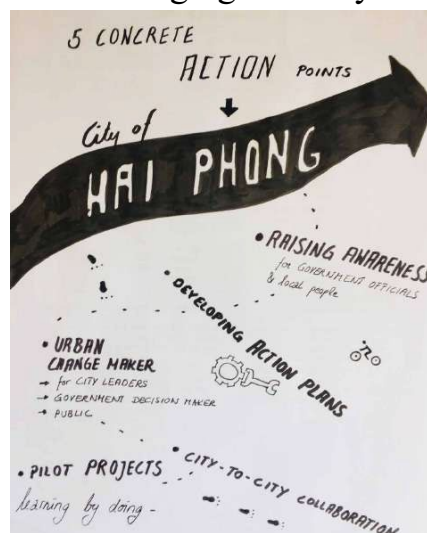 5 CONCRETE
ACTION POINTS
City of
HAI PHONG
• RAISING AWARENESS
for GOVERNMENT OFFICIALS
& local people
• DEVELOPING ACTION PLANS
• URBAN
CHANGE MAKER
→ for CITY LEADERS
→ GOVERNMENT DECISION MAKER
→ PUBLIC
• PILOT PROJECTS
learning by doing -
• CITY-TO-CITY COLLABORATION